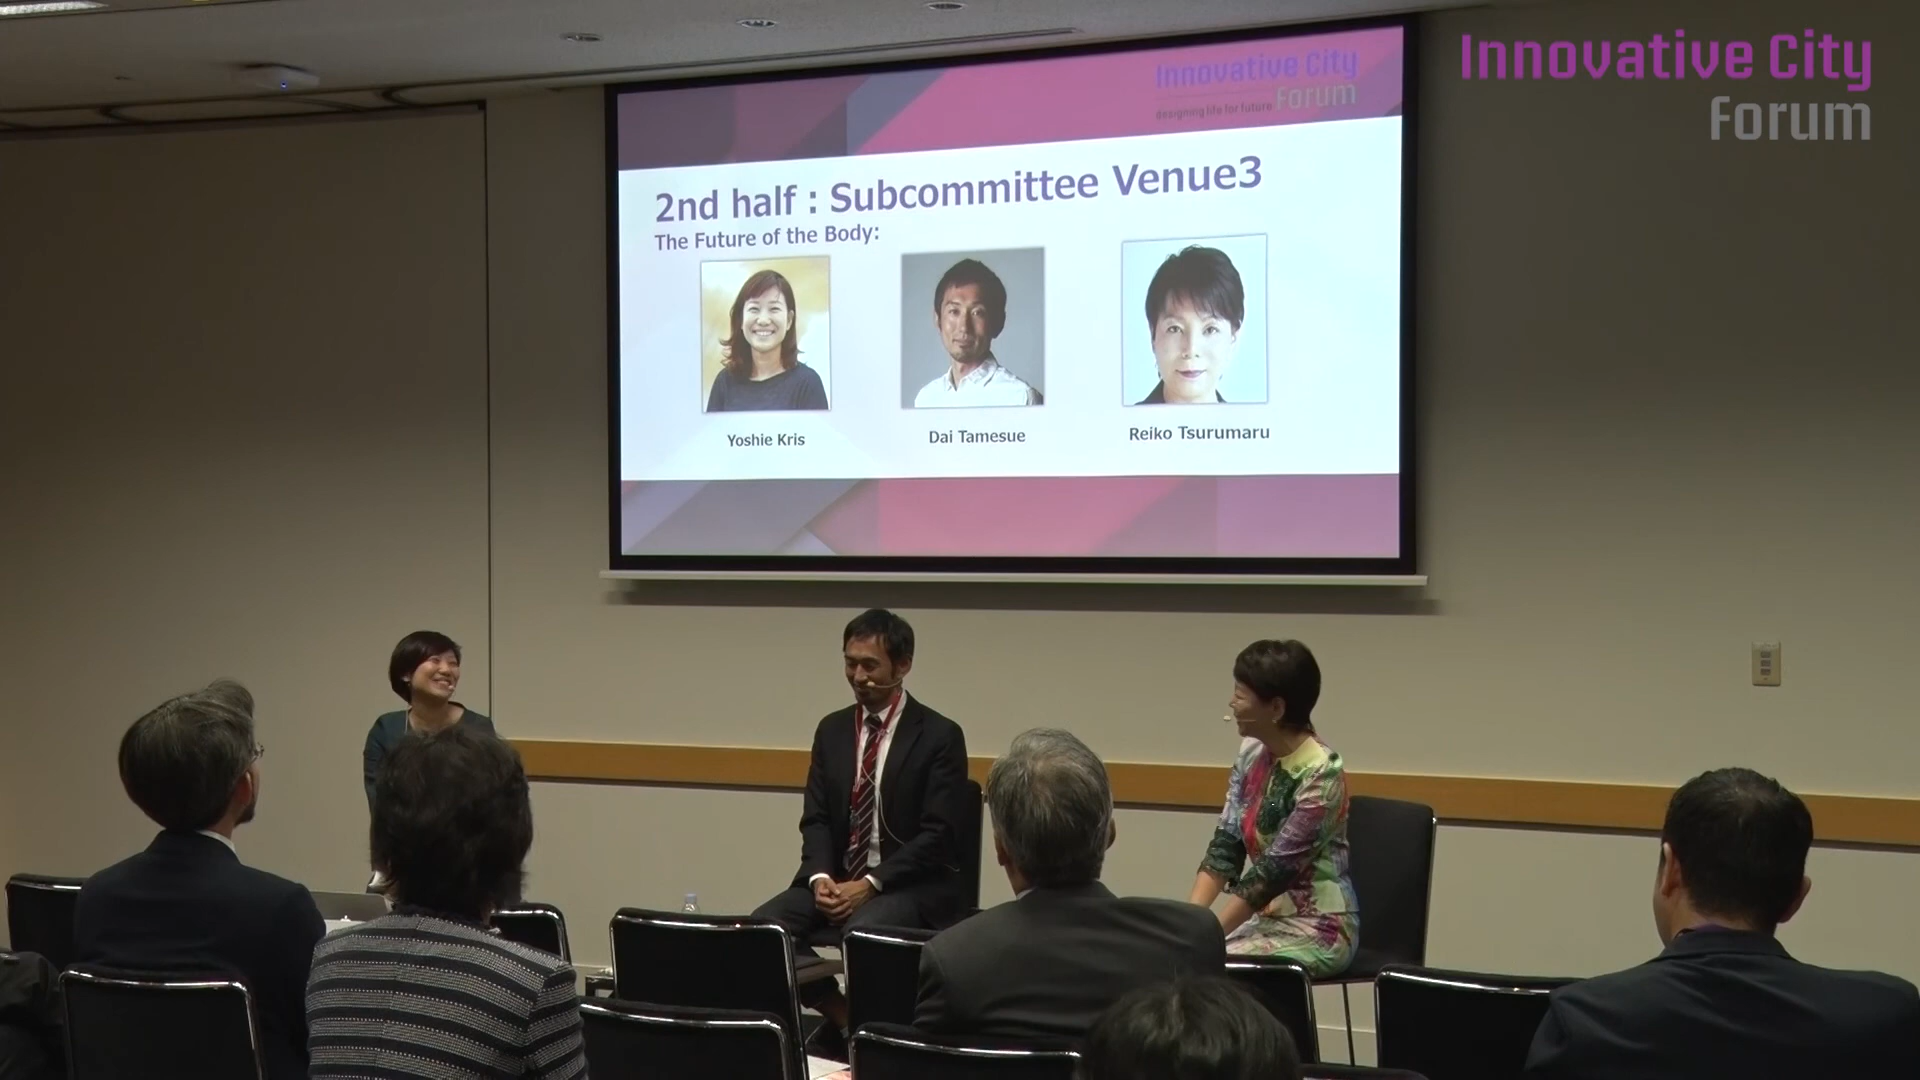 Innovative City
Forum
Innovative City
designing life for future Forum
2nd half : Subcommittee Venue3
The Future of the Body:
Yoshie Kris
Dai Tamesue
Reiko Tsurumaru